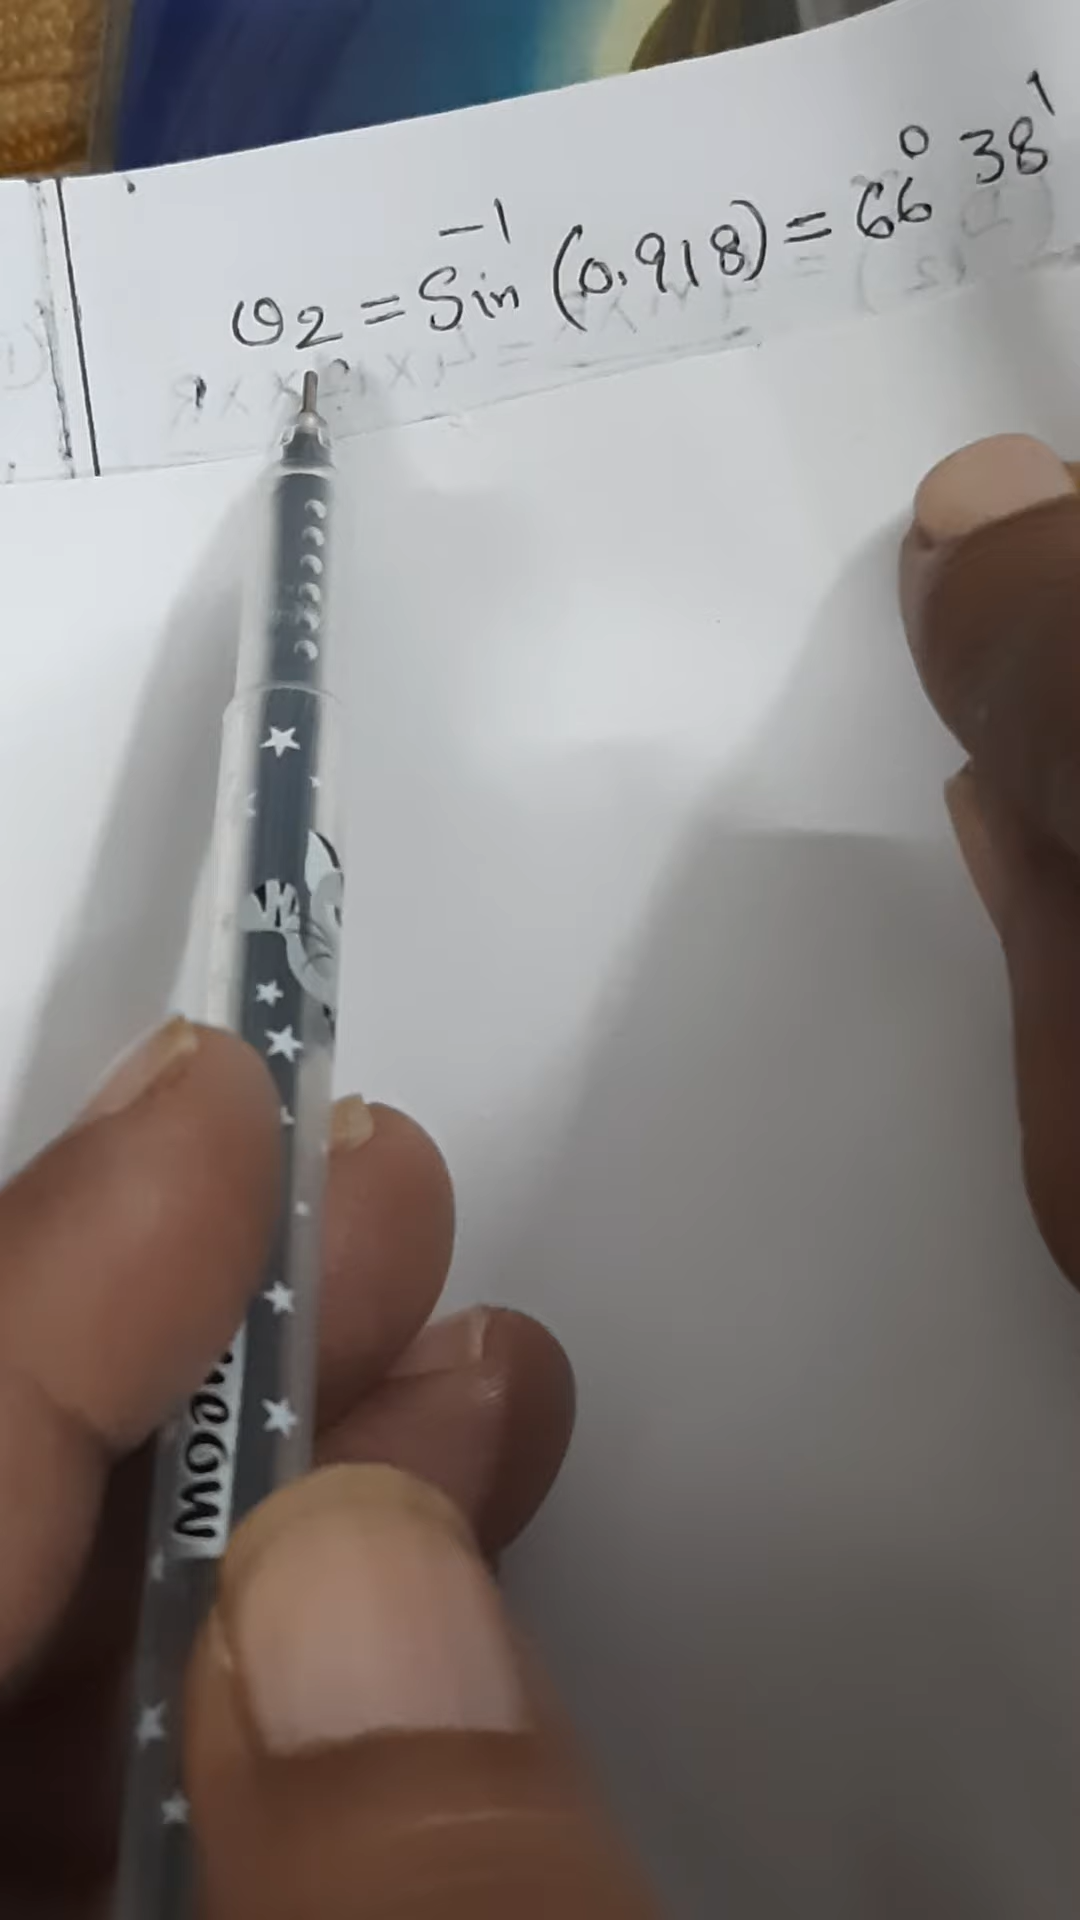 θ2 = Sin⁻¹ (0.918) = 66° 38'
meow